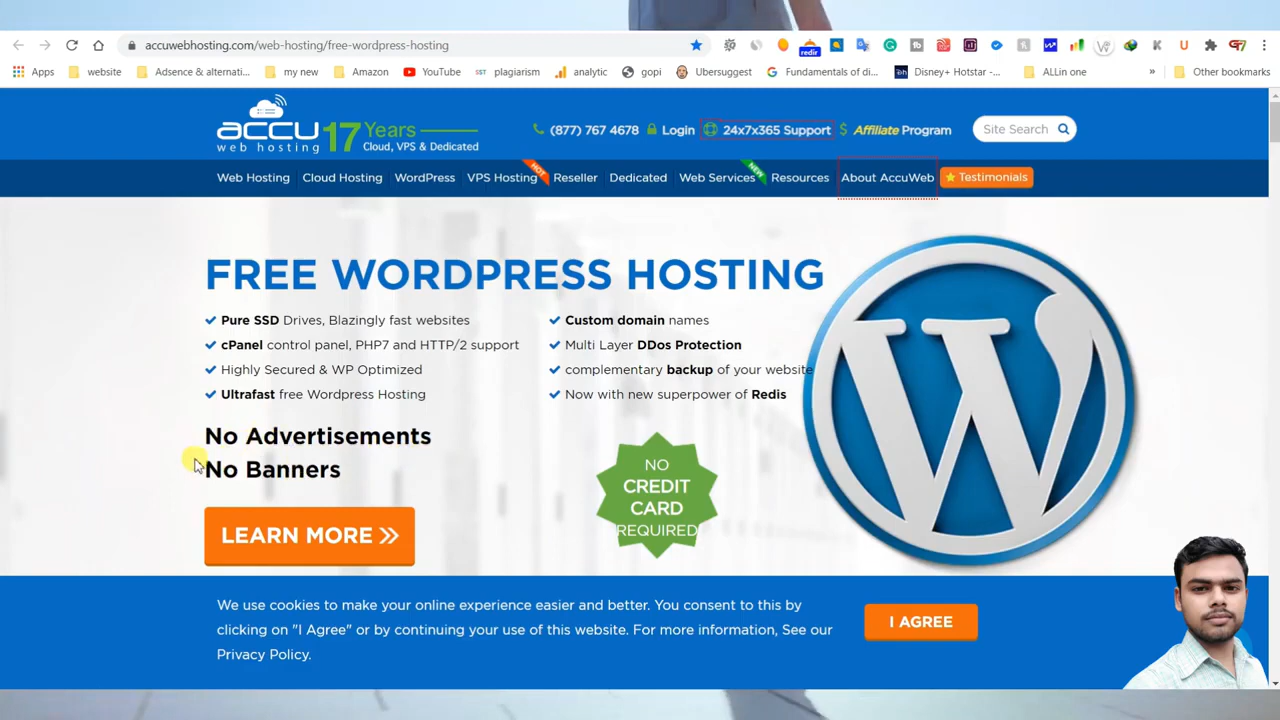 accuwebhosting.com/web-hosting/free-wordpress-hosting
redir
Apps website Adsence & alternati... my new Amazon YouTube SST plagiarism analytic gopi Ubersuggest Fundamentals of di... Disney+ Hotstar -... ALLin one » Other bookmarks
ACCU 17 Years
web hosting Cloud, VPS & Dedicated
(877) 767 4678 Login 24x7x365 Support $ Affiliate Program Site Search
HOT NEW
Web Hosting Cloud Hosting WordPress VPS Hosting Reseller Dedicated Web Services Resources About AccuWeb Testimonials
FREE WORDPRESS HOSTING
Pure SSD Drives, Blazingly fast websites
cPanel control panel, PHP7 and HTTP/2 support
Highly Secured & WP Optimized
Ultrafast free Wordpress Hosting
Custom domain names
Multi Layer DDos Protection
complementary backup of your website
Now with new superpower of Redis
No Advertisements
No Banners
NO
CREDIT
CARD
REQUIRED
LEARN MORE »
W
We use cookies to make your online experience easier and better. You consent to this by
clicking on "I Agree" or by continuing your use of this website. For more information, See our
Privacy Policy.
I AGREE